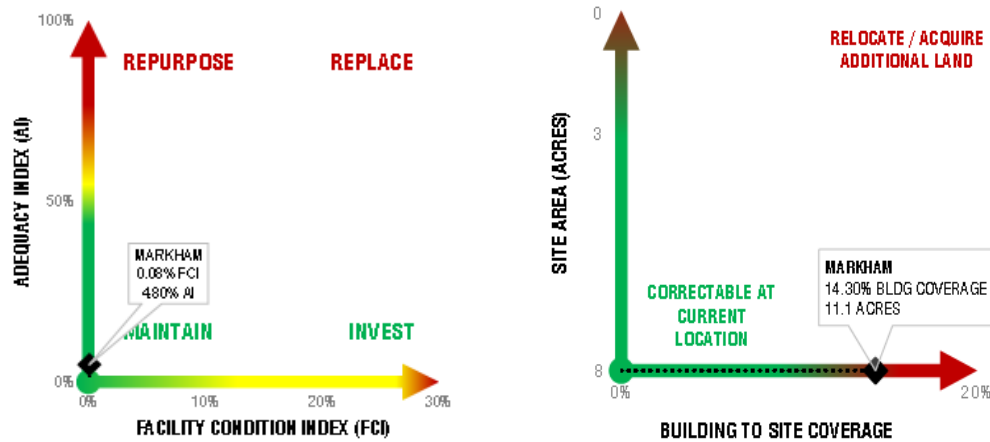 100%
REPURPOSE
REPLACE
ADEQUACY INDEX (AI)
50%
MARKHAM
0.08% FCI
4.80% AI
MAINTAIN
INVEST
0%
0%
10%
20%
30%
FACILITY CONDITION INDEX (FCI)
0
RELOCATE / ACQUIRE
ADDITIONAL LAND
3
SITE AREA (ACRES)
MARKHAM
14.30% BLDG COVERAGE
11.1 ACRES
CORRECTABLE AT
CURRENT
LOCATION
8
0%
20%
BUILDING TO SITE COVERAGE